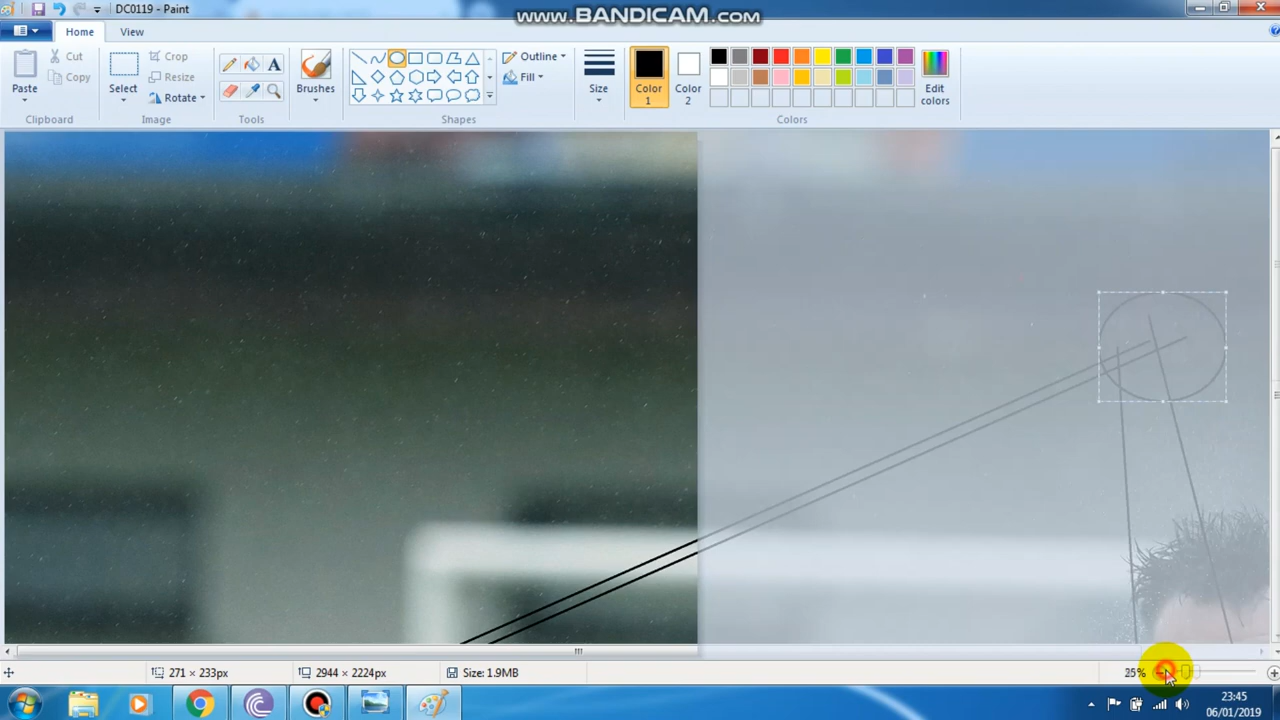 DC0119 - Paint
www.BANDICAM.com
Home
View
Paste
Cut
Copy
Clipboard
Select
Crop
Resize
Rotate
Image
A
Tools
Brushes
Outline
Fill
Shapes
Size
Color
1
Color
2
Edit
colors
Colors
271 × 233px
2944 × 2224px
Size: 1.9MB
25%
23:45
06/01/2019